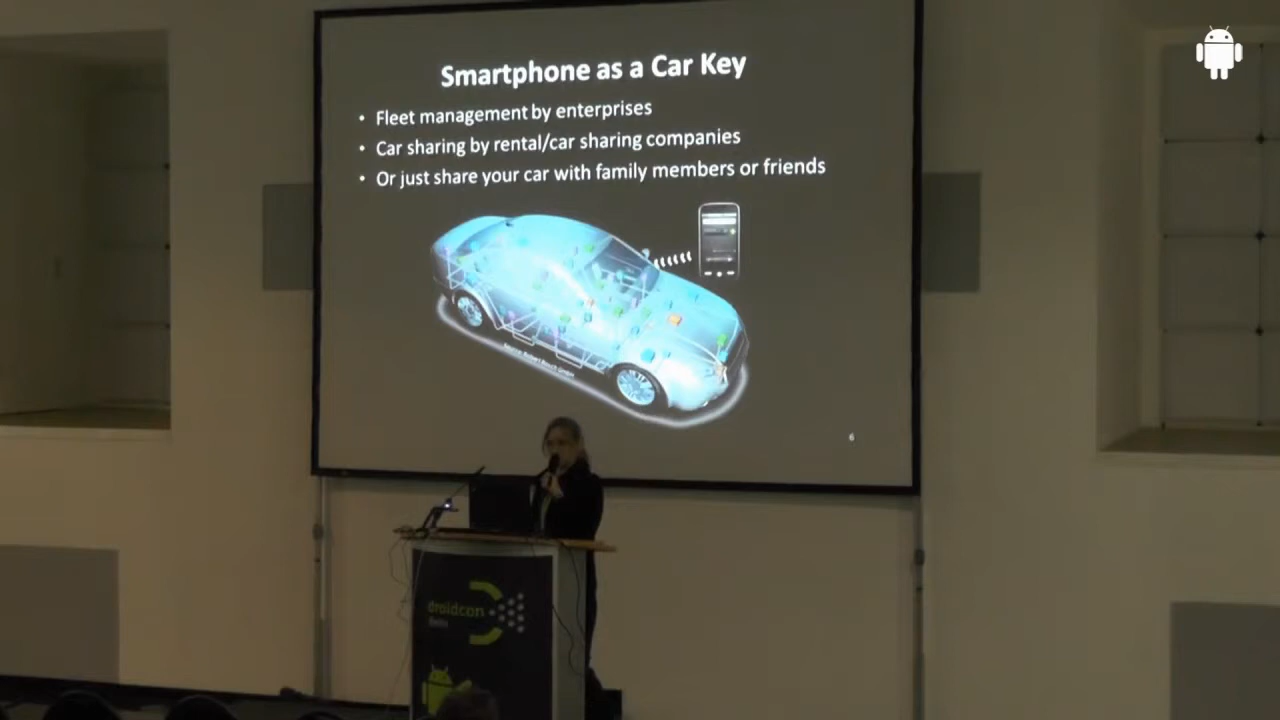 Smartphone as a Car Key
• Fleet management by enterprises
• Car sharing by rental/car sharing companies
• Or just share your car with family members or friends
6
droidcon